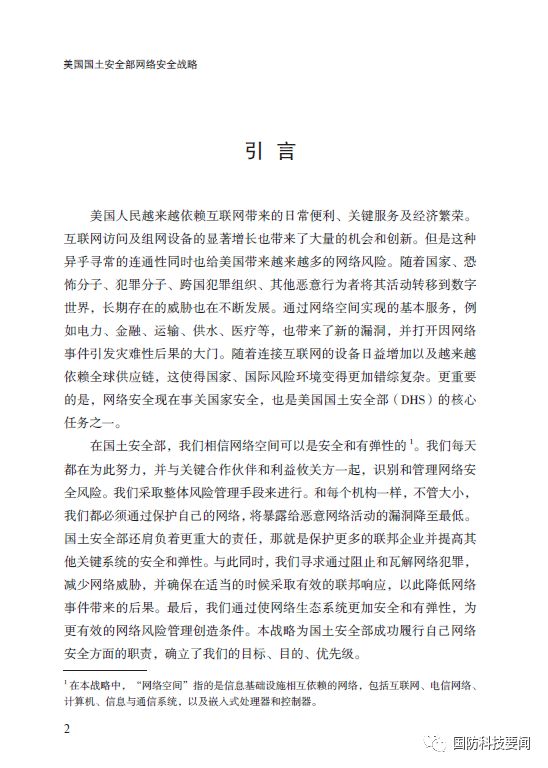 美国国土安全部网络安全战略
引 言
美国人民越来越依赖互联网带来的日常便利、关键服务及经济繁荣。
互联网访问及组网设备的显著增长也带来了大量的机会和创新。但是这种
异乎寻常的连通性同时也给美国带来越来越多的网络风险。随着国家、恐
怖分子、犯罪分子、跨国犯罪组织、其他恶意行为者将其活动转移到数字
世界，长期存在的威胁也在不断发展。通过网络空间实现的基本服务，例
如电力、金融、运输、供水、医疗等，也带来了新的漏洞，并打开因网络
事件引发灾难性后果的大门。随着连接互联网的设备日益增加以及越来越
依赖全球供应链，这使得国家、国际风险环境变得更加错综复杂。更重要
的是，网络安全现在事关国家安全，也是美国国土安全部（DHS）的核心
任务之一。
在国土安全部，我们相信网络空间可以是安全和有弹性的¹。我们每天
都在为此努力，并与关键合作伙伴和利益攸关方一起，识别和管理网络安
全风险。我们采取整体风险管理手段来进行。和每个机构一样，不管大小，
我们都必须通过保护自己的网络，将暴露给恶意网络活动的漏洞降至最低。
国土安全部还肩负着更重大的责任，那就是保护更多的联邦企业并提高其
他关键系统的安全和弹性。与此同时，我们寻求通过阻止和瓦解网络犯罪，
减少网络威胁，并确保在适当的时候采取有效的联邦响应，以此降低网络
事件带来的后果。最后，我们通过使网络生态系统更加安全和有弹性，为
更有效的网络风险管理创造条件。本战略为国土安全部成功履行自己网络
安全方面的职责，确立了我们的目标、目的、优先级。
¹ 在本战略中，“网络空间”指的是信息基础设施相互依赖的网络，包括互联网、电信网络、
计算机、信息与通信系统，以及嵌入式处理器和控制器。
2
国防科技要闻